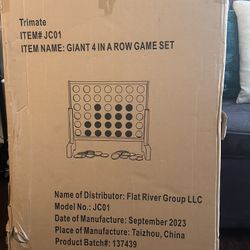 Trimate
ITEM# JC01
ITEM NAME: GIANT 4 IN A ROW GAME SET
Name of Distributor: Flat River Group LLC
Model No.: JC01
Date of Manufacture: September 2023
Place of Manufacture: Taizhou, China
Product Batch#: 137439